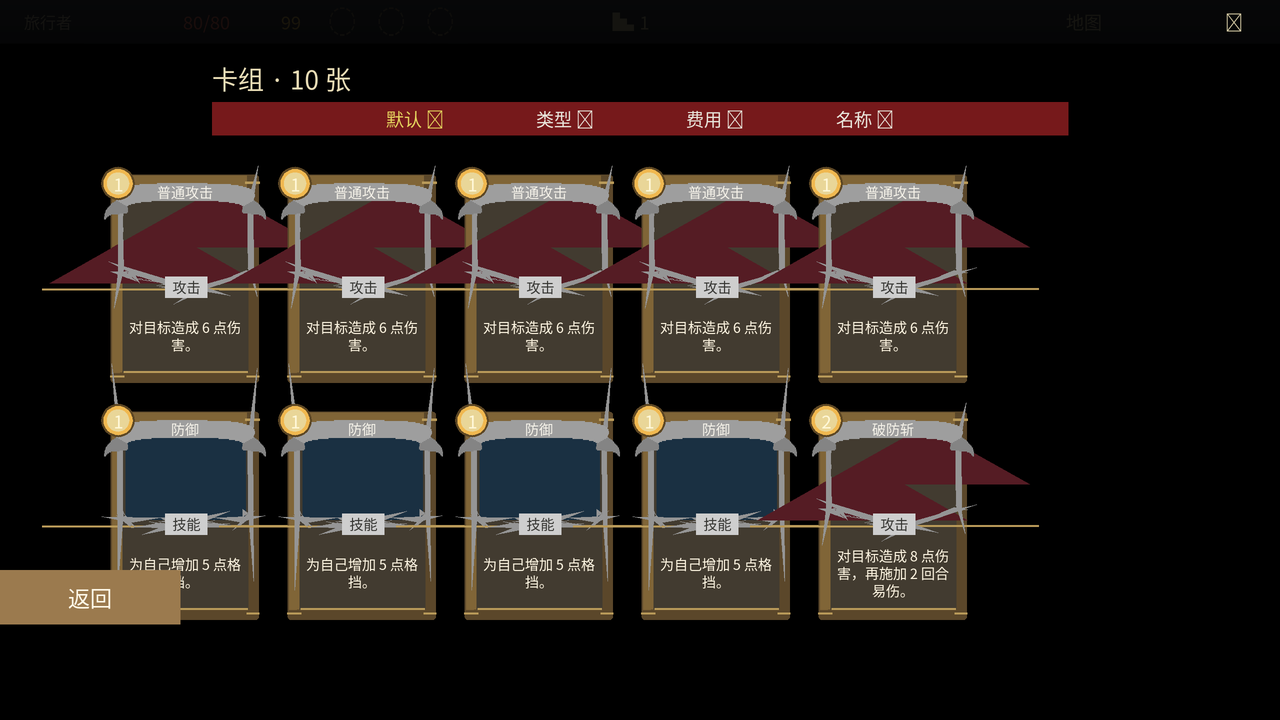 旅行者 80/80 99 1 地图
卡组 · 10 张
默认 类型 费用 名称
1 普通攻击
攻击
对目标造成 6 点伤
害。
1 普通攻击
攻击
对目标造成 6 点伤
害。
1 普通攻击
攻击
对目标造成 6 点伤
害。
1 普通攻击
攻击
对目标造成 6 点伤
害。
1 普通攻击
攻击
对目标造成 6 点伤
害。
1 防御
技能
为自己增加 5 点格
挡。
1 防御
技能
为自己增加 5 点格
挡。
1 防御
技能
为自己增加 5 点格
挡。
1 防御
技能
为自己增加 5 点格
挡。
2 破防斩
攻击
对目标造成 8 点伤
害，再施加 2 回合
易伤。
返回